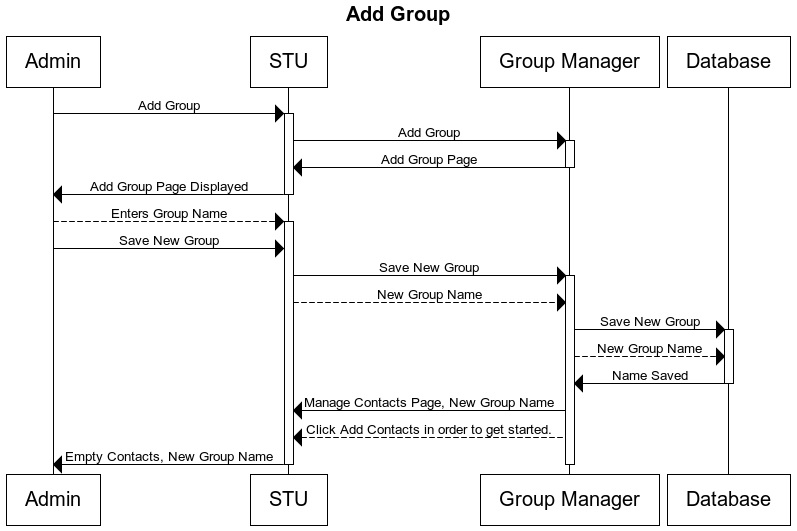 Add Group
Admin STU Group Manager Database
Add Group
Add Group
Add Group Page
Add Group Page Displayed
Enters Group Name
Save New Group
Save New Group
New Group Name
Save New Group
New Group Name
Name Saved
Manage Contacts Page, New Group Name
Click Add Contacts in order to get started.
Empty Contacts, New Group Name
Admin STU Group Manager Database